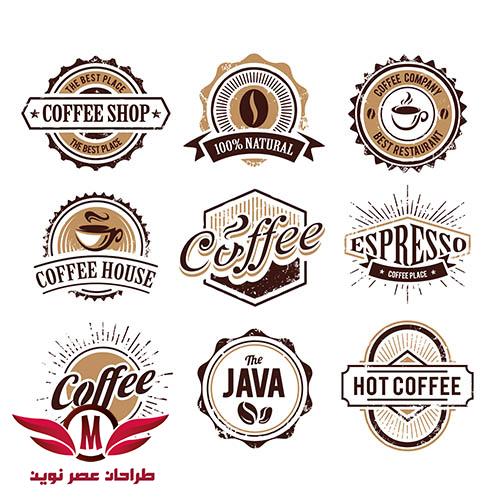 THE BEST PLACE
COFFEE SHOP
THE BEST PLACE
100% NATURAL
COFFEE COMPANY
BEST RESTAURANT
COFFEE HOUSE
Coffee
ESPRESSO
COFFEE PLACE
Coffee
M
طراحان عصر نوین
The
JAVA
HOT COFFEE